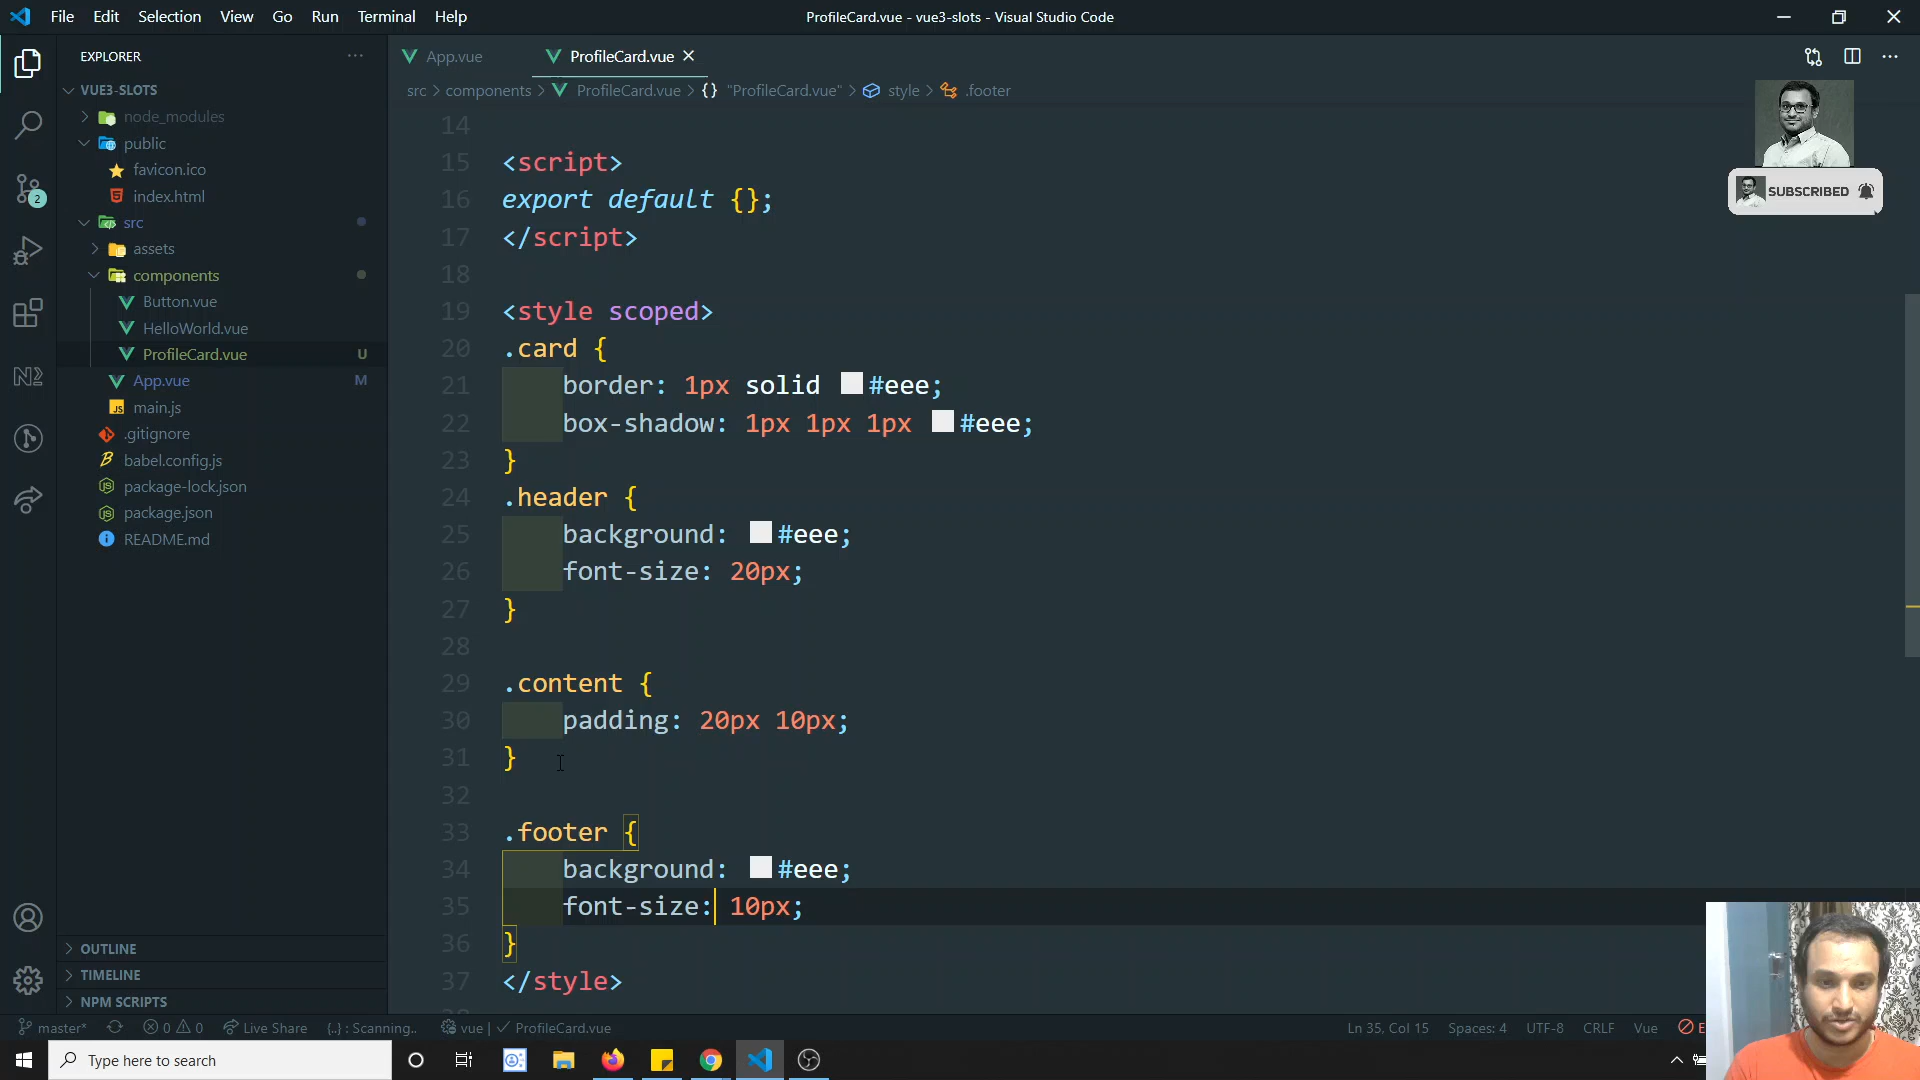 File Edit Selection View Go Run Terminal Help
ProfileCard.vue - vue3-slots - Visual Studio Code
EXPLORER
VUE3-SLOTS
node_modules
public
favicon.ico
index.html
src
assets
components
Button.vue
HelloWorld.vue
ProfileCard.vue U
App.vue M
main.js
.gitignore
babel.config.js
package-lock.json
package.json
README.md
OUTLINE
TIMELINE
NPM SCRIPTS
2
App.vue ProfileCard.vue
src > components > ProfileCard.vue > {} "ProfileCard.vue" > style > .footer
14
15 <script>
16 export default {};
17 </script>
18
19 <style scoped>
20 .card {
21 border: 1px solid #eee;
22 box-shadow: 1px 1px 1px #eee;
23 }
24 .header {
25 background: #eee;
26 font-size: 20px;
27 }
28
29 .content {
30 padding: 20px 10px;
31 }
32
33 .footer {
34 background: #eee;
35 font-size: 10px;
36 }
37 </style>
SUBSCRIBED
master* 0 0 Live Share {..} : Scanning.. vue | ProfileCard.vue Ln 35, Col 15 Spaces: 4 UTF-8 CRLF Vue
Type here to search